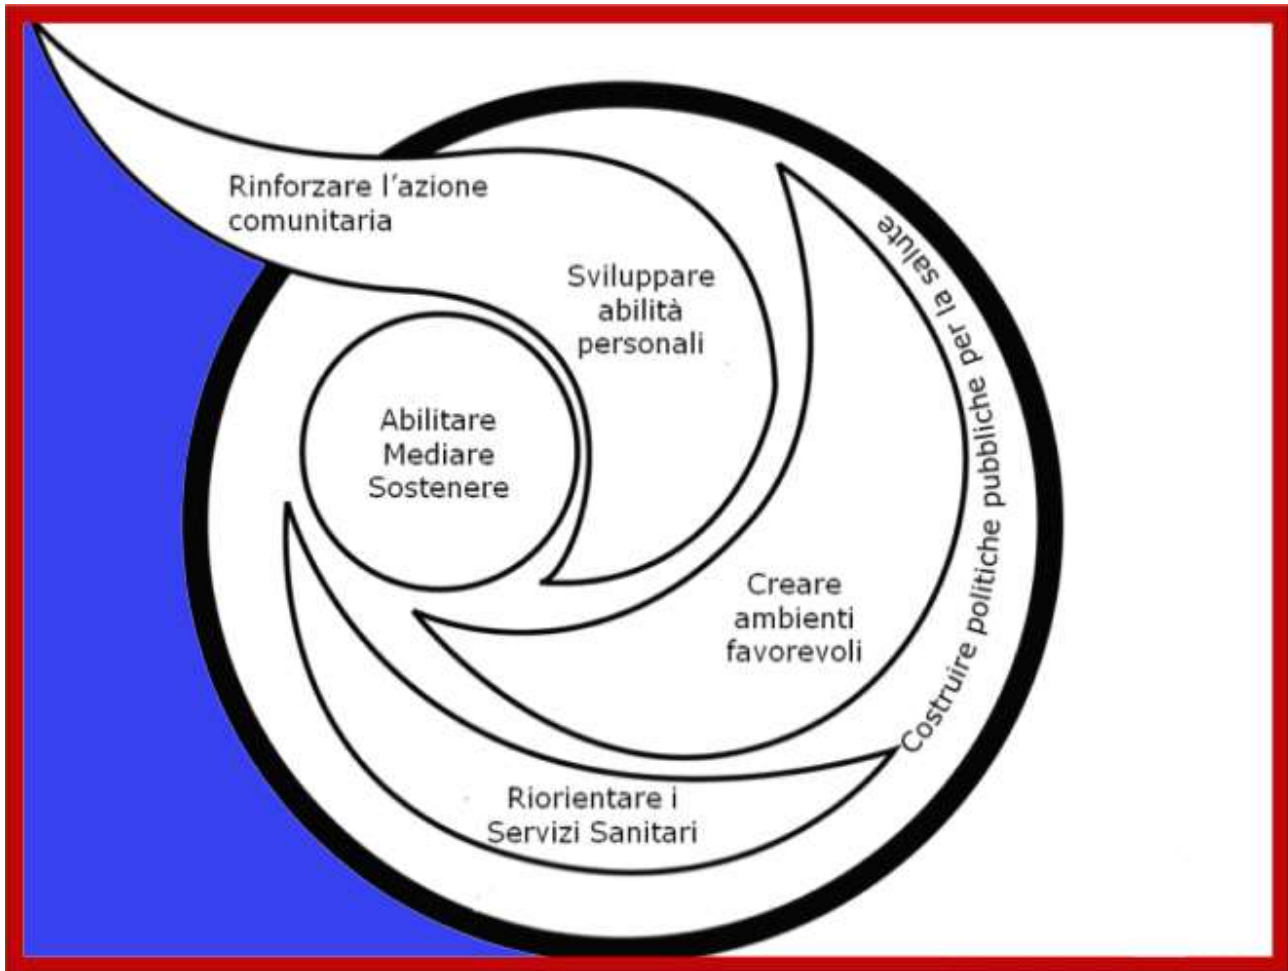 Rinforzare l'azione
comunitaria
Sviluppare
abilità
personali
Abilitare
Mediare
Sostenere
Creare
ambienti
favorevoli
Costruire politiche pubbliche per la salute
Riorientare i
Servizi Sanitari